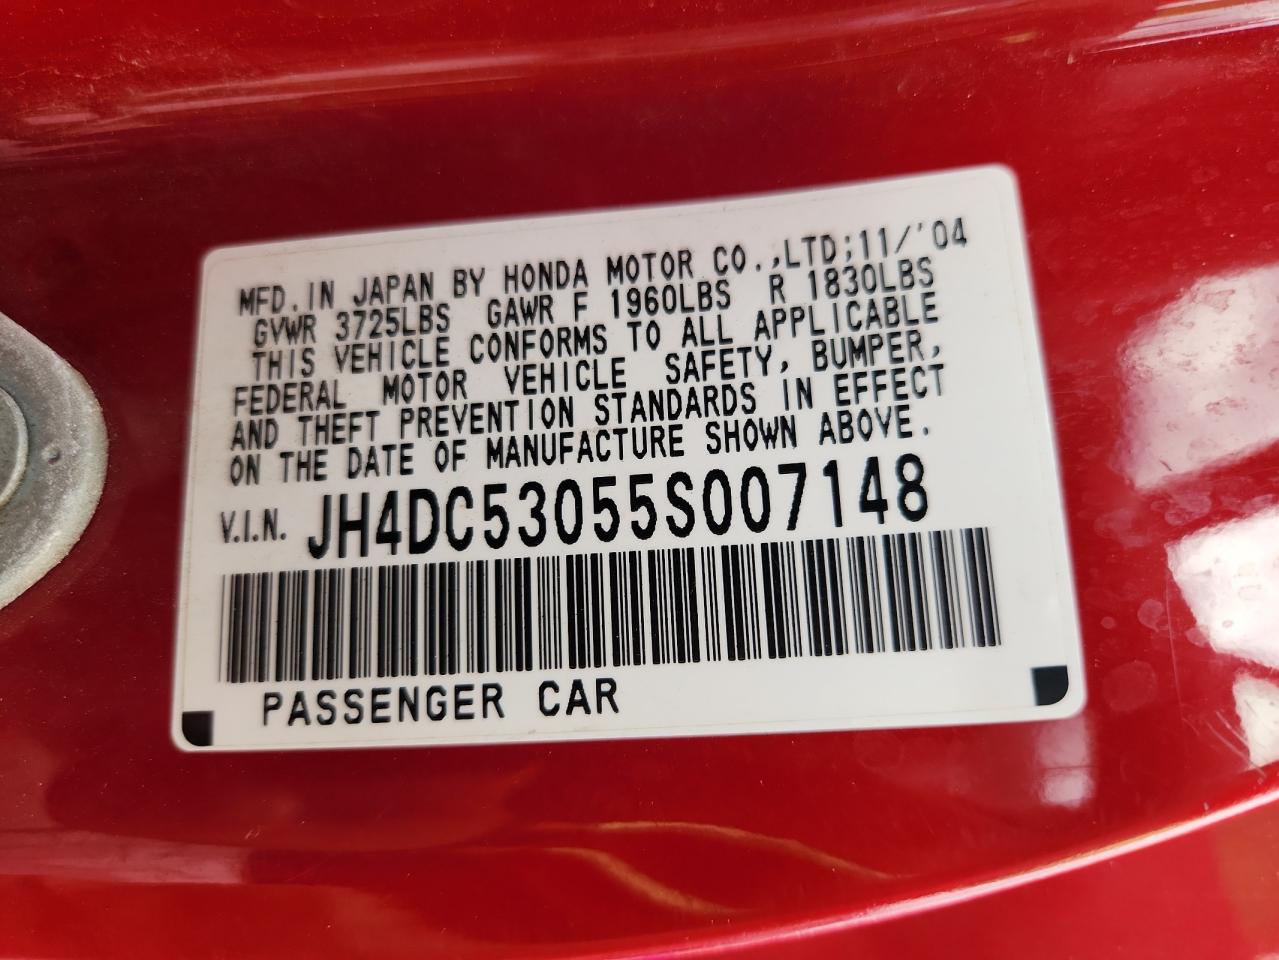 MFD. IN JAPAN BY HONDA MOTOR CO.,LTD;11/'04
GVWR 3725LBS GAWR F 1960LBS R 1830LBS
THIS VEHICLE CONFORMS TO ALL APPLICABLE
FEDERAL MOTOR VEHICLE SAFETY, BUMPER,
AND THEFT PREVENTION STANDARDS IN EFFECT
ON THE DATE OF MANUFACTURE SHOWN ABOVE.
V.I.N. JH4DC53055S007148
PASSENGER CAR